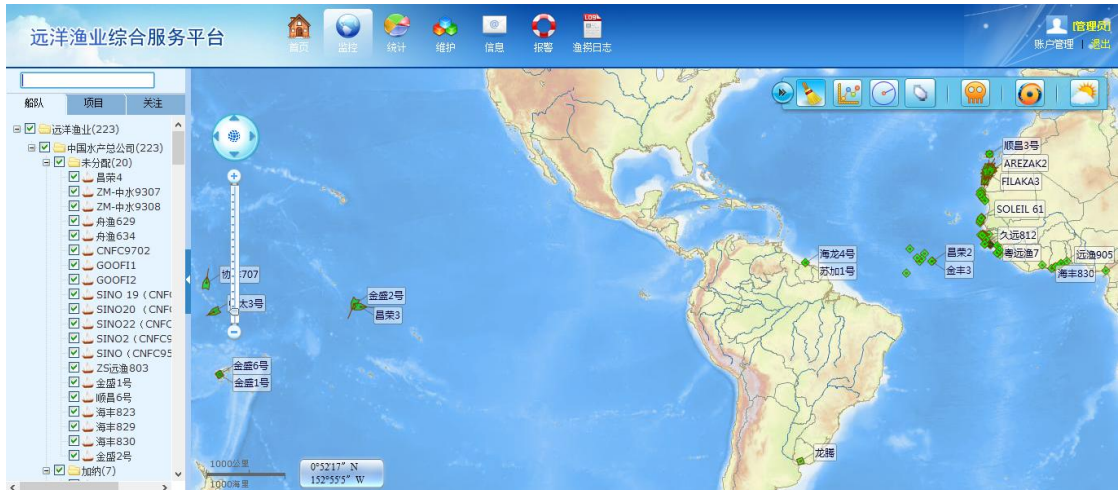 远洋渔业综合服务平台
首页
监控
统计
维护
信息
报警
渔捞日志
[管理员]
账户管理 | 退出
船队
项目
关注
远洋渔业(223)
中国水产总公司(223)
未分配(20)
昌荣4
ZM-中水9307
ZM-中水9308
舟渔629
舟渔634
CNFC9702
GOOFI1
GOOFI2
SINO 19 (CNF
SINO20 (CNF
SINO22 (CNFC
SINO2 (CNFC9
SINO (CNFC95
ZS远渔803
金盛1号
顺昌6号
海丰823
海丰829
海丰830
金盛2号
加纳(7)
707
太3号
金盛2号
昌荣3
金盛6号
金盛1号
海龙4号
苏加1号
昌荣2
金丰3
顺昌3号
AREZAK2
FILAKA3
SOLEIL 61
久远812
粤远渔7
远渔905
海丰830
龙腾
1000公里
1000海里
0°52'17" N
152°55'5" W